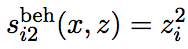 s_{i2}^{beh}(x, z) = z_i^2